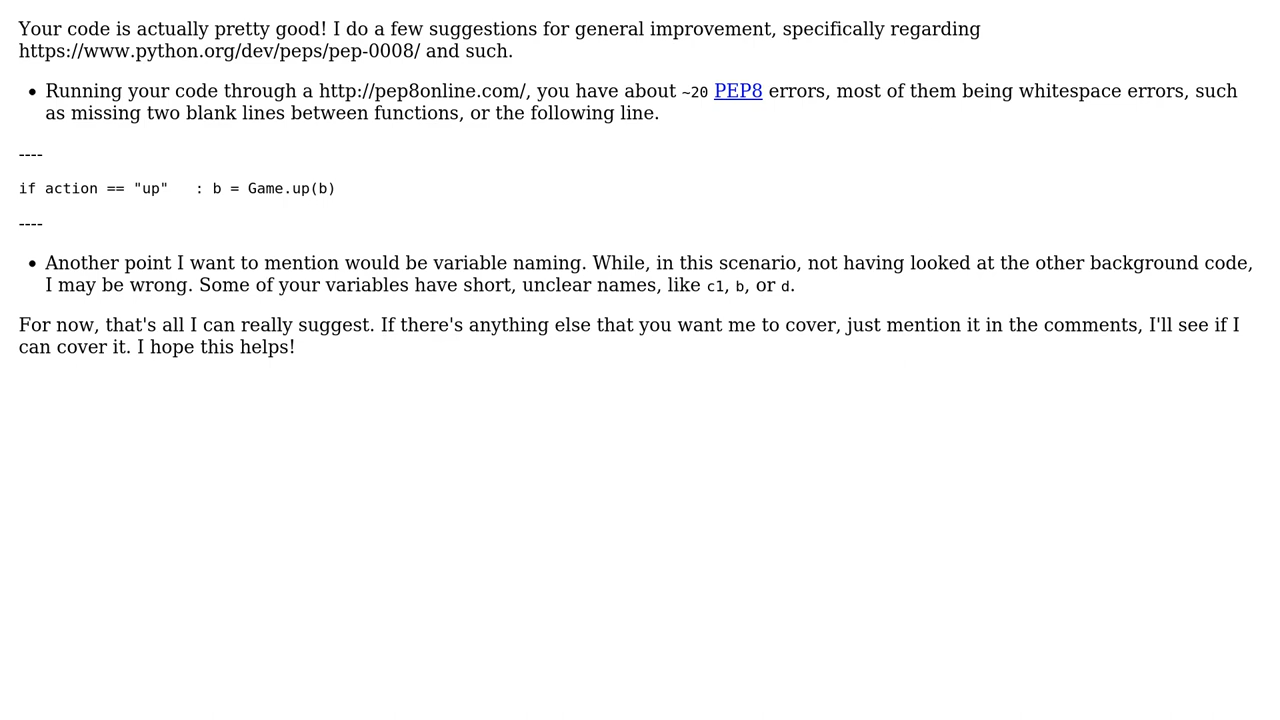 Your code is actually pretty good! I do a few suggestions for general improvement, specifically regarding
https://www.python.org/dev/peps/pep-0008/ and such.
• Running your code through a http://pep8online.com/, you have about ~20 PEP8 errors, most of them being whitespace errors, such
as missing two blank lines between functions, or the following line.
----
if action == "up"   : b = Game.up(b)
----
• Another point I want to mention would be variable naming. While, in this scenario, not having looked at the other background code,
I may be wrong. Some of your variables have short, unclear names, like c1, b, or d.
For now, that's all I can really suggest. If there's anything else that you want me to cover, just mention it in the comments, I'll see if I
can cover it. I hope this helps!